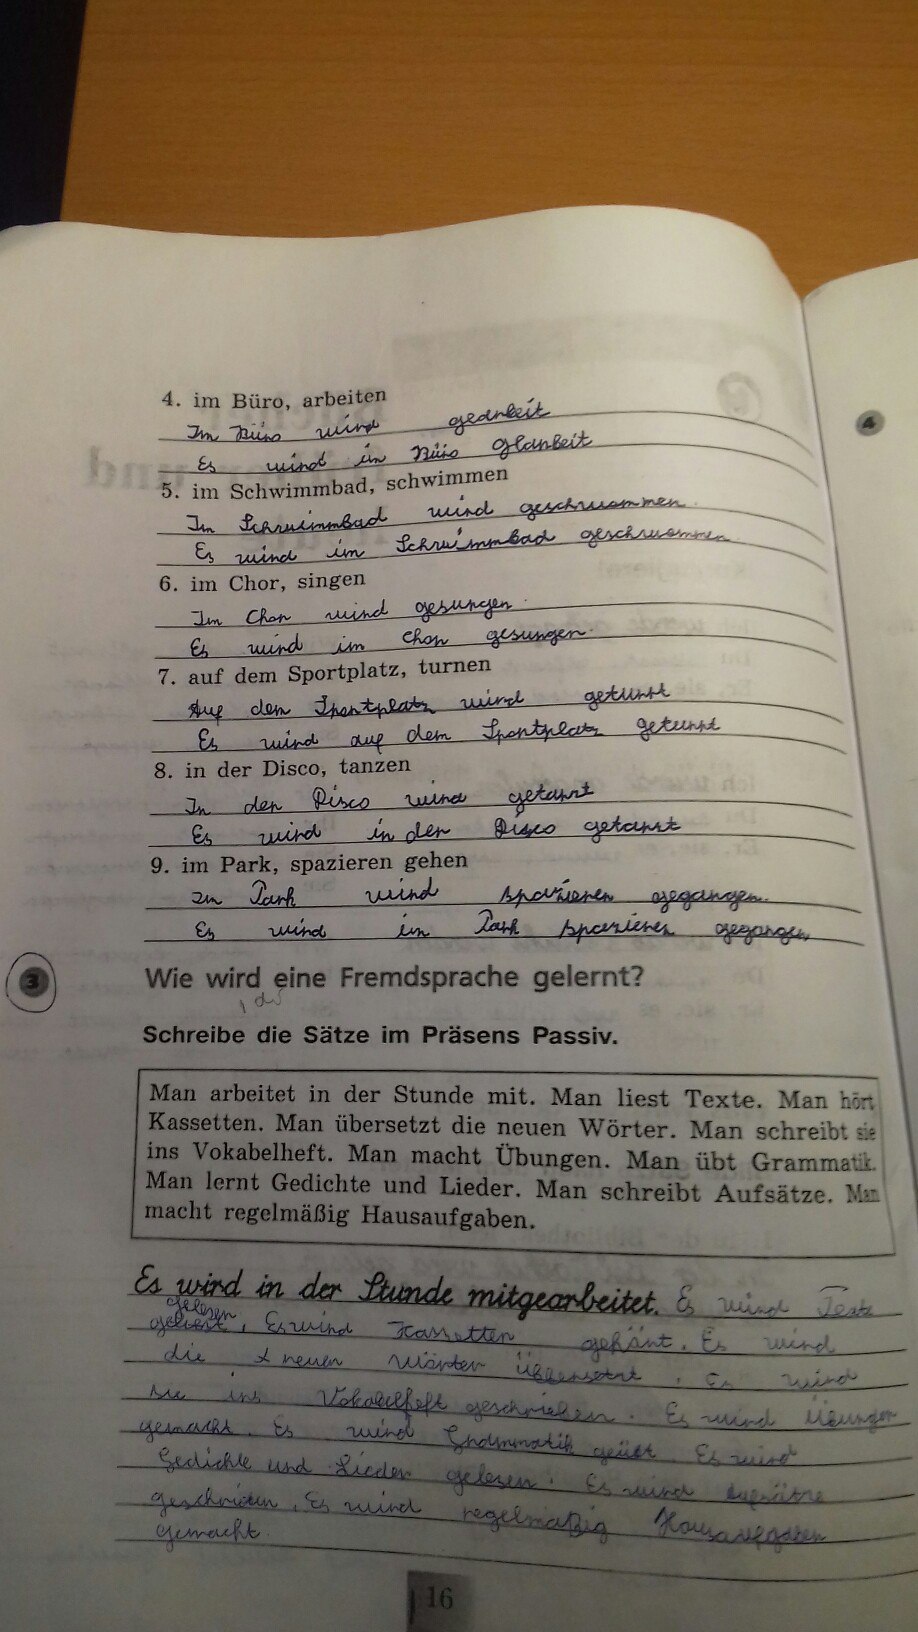 4. im Büro, arbeiten
Im Büro wird gearbeit
Es wird im Büro
5. im Schwimmbad, schwimmen
Im Schwimmbad wird geschwommen.
Es wird im Schwimmbad geschwommen.
6. im Chor, singen
Im Chor wird gesungen.
Es wird im Chor gesungen.
7. auf dem Sportplatz, turnen
Auf dem Sportplatz wird geturnt
Es wird auf dem Sportplatz geturnt
8. in der Disco, tanzen
In der Disco wird getanzt
Es wird in der Disco getanzt
9. im Park, spazieren gehen
Im Park wird spazieren gegangen.
Es wird im Park spazieren gegangen
4
3
Wie wird eine Fremdsprache gelernt?
Schreibe die Sätze im Präsens Passiv.
Man arbeitet in der Stunde mit. Man liest Texte. Man hört
Kassetten. Man übersetzt die neuen Wörter. Man schreibt sie
ins Vokabelheft. Man macht Übungen. Man übt Grammatik.
Man lernt Gedichte und Lieder. Man schreibt Aufsätze. Man
macht regelmäßig Hausaufgaben.
Es wird in der Stunde mitgearbeitet. Es wird Texte
gelesen. Es wird Kassetten gehört. Es wird
die neuen Wörter übersetzt. Es wird
sie ins Vokabelheft geschrieben. Es wird Übungen
gemacht. Es wird Grammatik geübt Es wird
Gedichte und Lieder gelesen. Es wird Aufsätze
geschrieben. Es wird regelmäßig Hausaufgaben
gemacht.
16